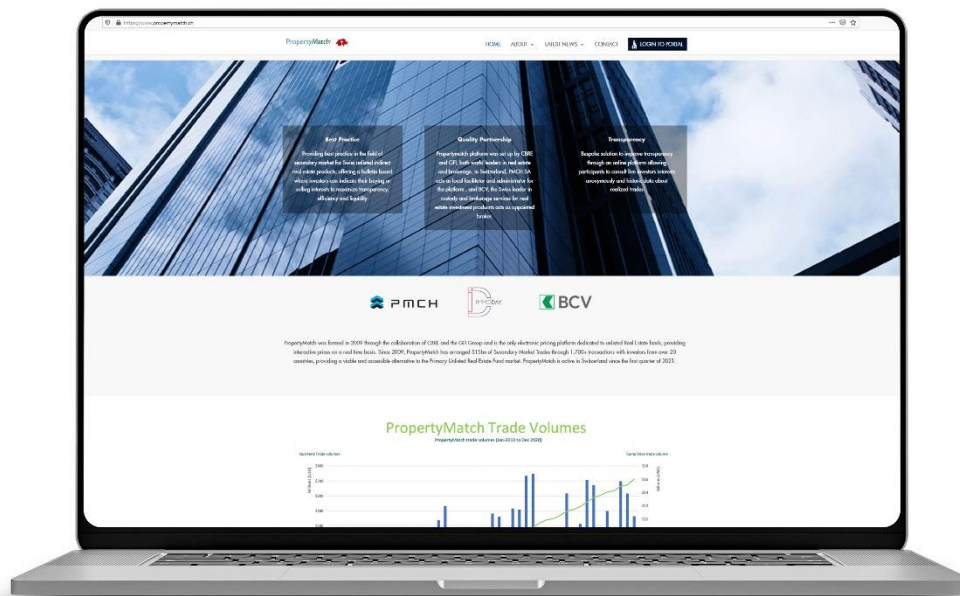 https://www.propertymatch.ch
PropertyMatch
HOME ABOUT LATEST NEWS CONTACT LOGIN TO PORTAL
Best Practice
Providing best practice in the field of
secondary market for Swiss unlisted indirect
real estate products, offering a bulletin board
where investors can indicate their buying or
selling interests to maximize transparency,
efficiency and liquidity.
Quality Partnership
Propertymatch platform was set up by CBRE
and GFI, both world leaders in real estate
and brokerage. In Switzerland, PMCH SA
acts as local facilitator and administrator for
the platform, and BCV, the Swiss leader in
custody and brokerage services for real
estate investment products acts as appointed
broker.
Transparency
Bespoke solution to improve transparency
through an online platform allowing
participants to consult live investors interests
anonymously and historic data about
realized trades.
PMCH
IMMODAY
BCV
PropertyMatch was formed in 2009 through the collaboration of CBRE and the GFI Group and is the only electronic pricing platform dedicated to unlisted Real Estate funds, providing
interactive prices on a real time basis. Since 2009, PropertyMatch has arranged $15bn of Secondary Market Trades through 1,700+ transactions with investors from over 20
countries, providing a viable and accessible alternative to the Primary Unlisted Real Estate Fund market. PropertyMatch is active in Switzerland since the first quarter of 2021.
PropertyMatch Trade Volumes
PropertyMatch trade volumes (Jan 2010 to Dec 2020)
Quarterly trade volumes
Cumulative trade volume